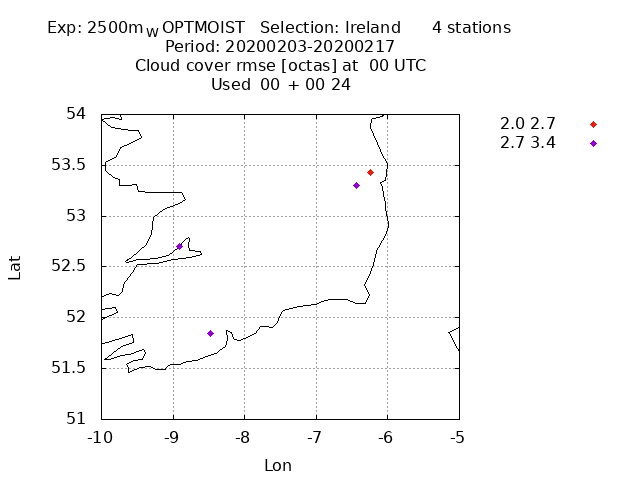 Exp: 2500m_W OPTMOIST   Selection: Ireland      4 stations
Period: 20200203-20200217
Cloud cover rmse [octas] at  00 UTC
Used  00 + 00 24
2.0 2.7
2.7 3.4
54
53.5
53
52.5
52
51.5
51
Lat
-10 -9 -8 -7 -6 -5
Lon